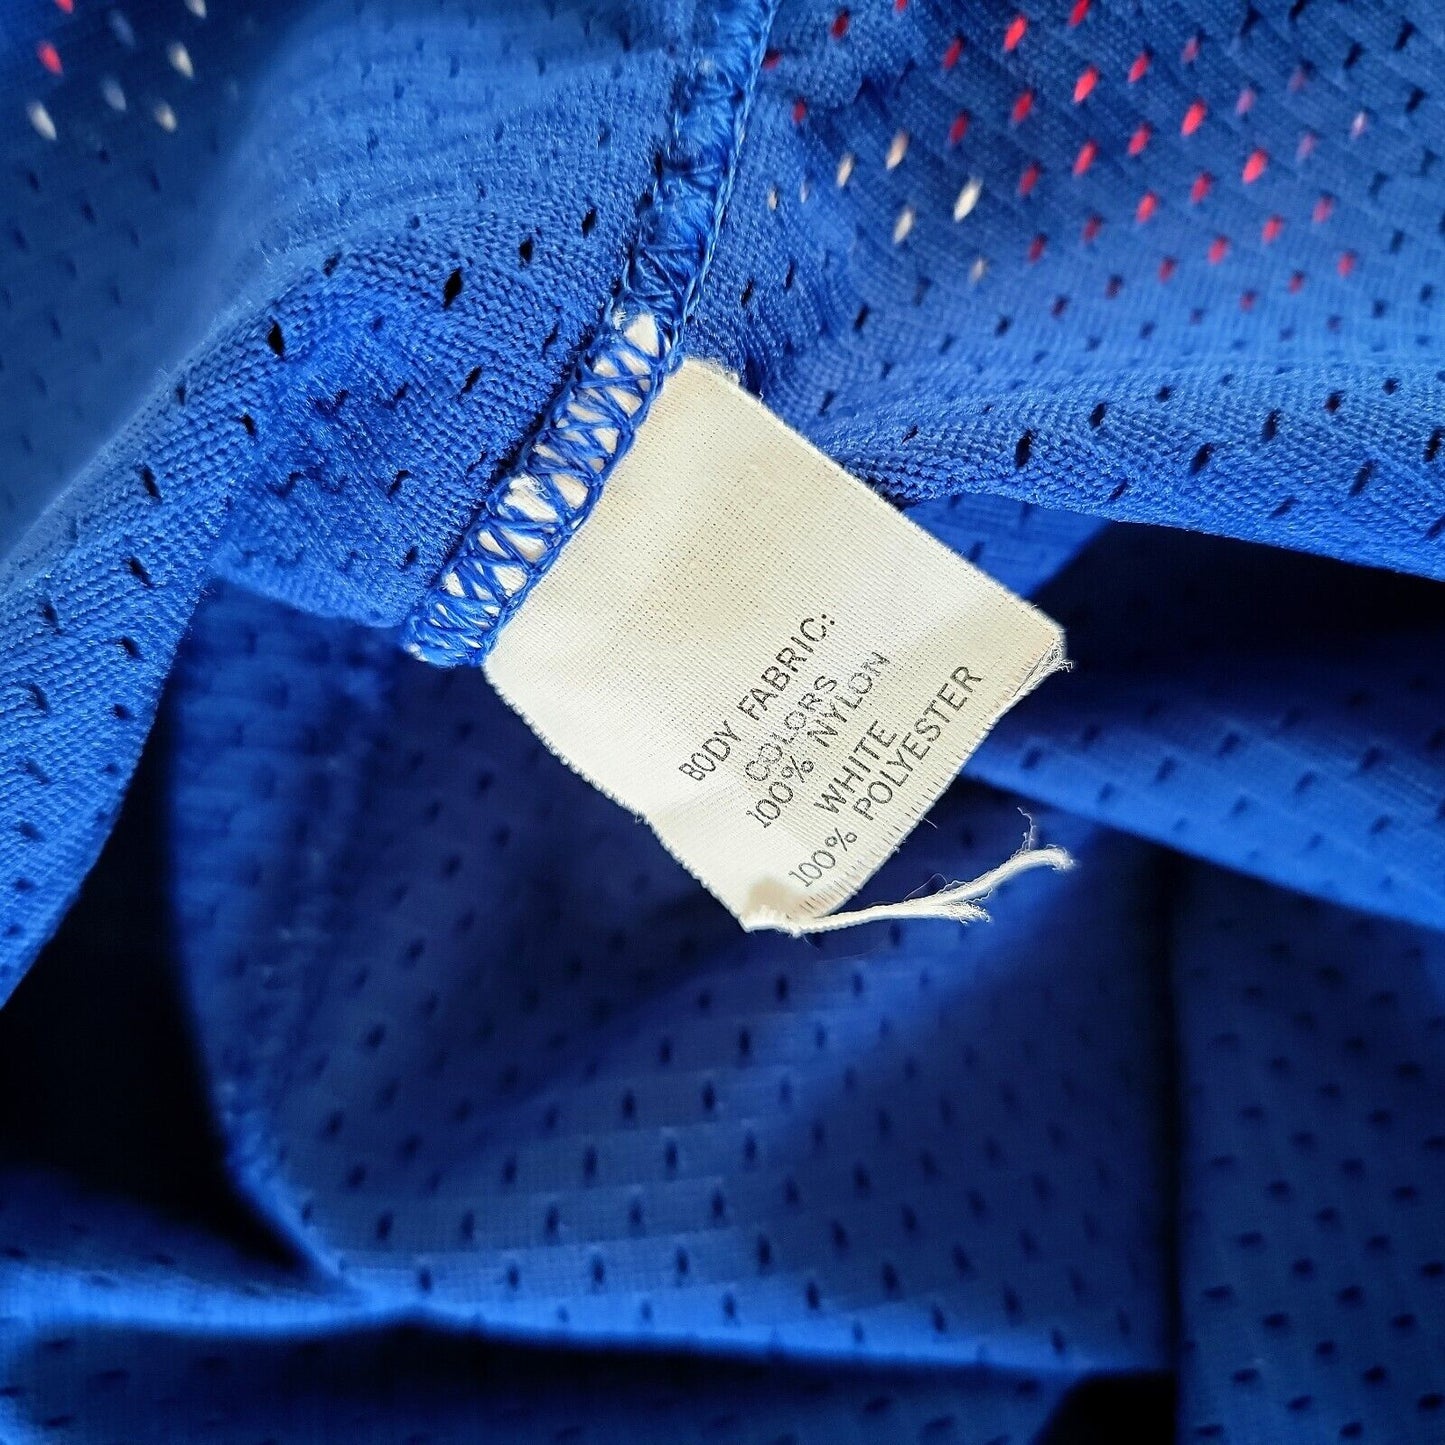 BODY FABRIC:
COLORS
100% NYLON
WHITE
100% POLYESTER